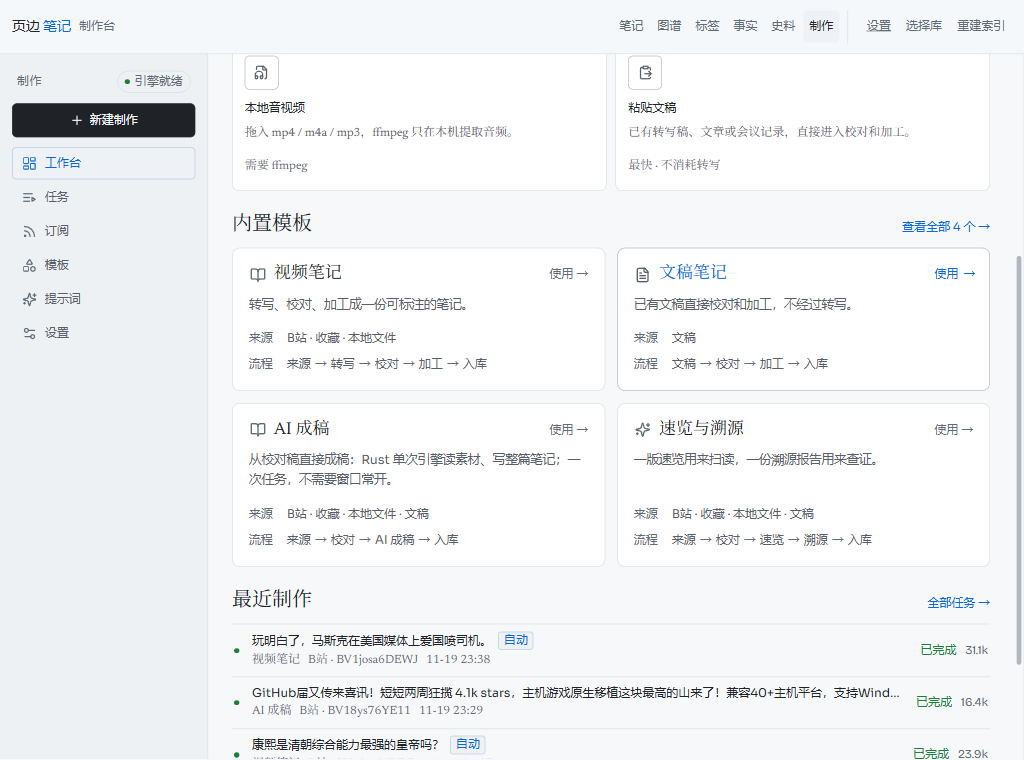 页边 笔记 制作台
笔记 图谱 标签 事实 史料 制作 设置 选择库 重建索引
制作 引擎就绪
+ 新建制作
工作台
任务
订阅
模板
提示词
设置
本地音视频
拖入 mp4 / m4a / mp3，ffmpeg 只在本机提取音频。
需要 ffmpeg
粘贴文稿
已有转写稿、文章或会议记录，直接进入校对和加工。
最快 · 不消耗转写
内置模板 查看全部 4 个 →
视频笔记 使用 →
转写、校对、加工成一份可标注的笔记。
来源 B站 · 收藏 · 本地文件
流程 来源 → 转写 → 校对 → 加工 → 入库
文稿笔记 使用 →
已有文稿直接校对和加工，不经过转写。
来源 文稿
流程 文稿 → 校对 → 加工 → 入库
AI 成稿 使用 →
从校对稿直接成稿：Rust 单次引擎读素材、写整篇笔记；一
次任务，不需要窗口常开。
来源 B站 · 收藏 · 本地文件 · 文稿
流程 来源 → 校对 → AI 成稿 → 入库
速览与溯源 使用 →
一版速览用来扫读，一份溯源报告用来查证。
来源 B站 · 收藏 · 本地文件 · 文稿
流程 来源 → 校对 → 速览 → 溯源 → 入库
最近制作 全部任务 →
玩明白了，马斯克在美国媒体上爱国喷司机。 自动
视频笔记 B站 · BV1josa6DEWJ 11-19 23:38
已完成 31.1k
GitHub届又传来喜讯！短短两周狂揽 4.1k stars，主机游戏原生移植这块最高的山来了！兼容40+主机平台，支持Wind...
AI 成稿 B站 · BV18ys76YE11 11-19 23:29
已完成 16.4k
康熙是清朝综合能力最强的皇帝吗？ 自动
已完成 23.9k